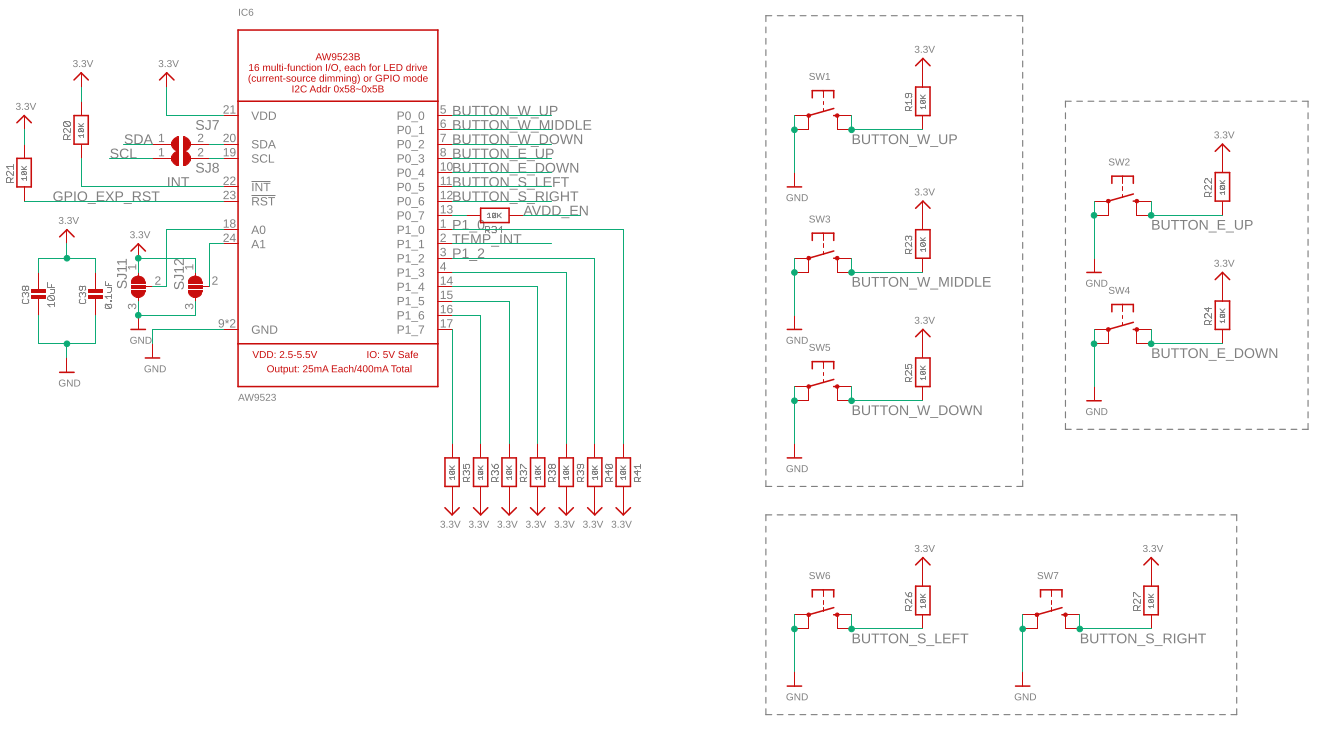 IC6
AW9523B
16 multi-function I/O, each for LED drive
(current-source dimming) or GPIO mode
I2C Addr 0x58~0x5B
3.3V
3.3V
3.3V
R20
10K
R21
10K
SDA 1 2 20
SJ7
SCL 1 2 19
SJ8
INT 22
GPIO_EXP_RST 23
21 VDD
SDA
SCL
INT
RST
18 A0
24 A1
9*2 GND
P0_0 5 BUTTON_W_UP
P0_1 6 BUTTON_W_MIDDLE
P0_2 7 BUTTON_W_DOWN
P0_3 8 BUTTON_E_UP
P0_4 10 BUTTON_E_DOWN
P0_5 11 BUTTON_S_LEFT
P0_6 12 BUTTON_S_RIGHT
P0_7 13 10K AVDD_EN
R31
P1_0 1 P1_0
P1_1 2 TEMP_INT
P1_2 3 P1_2
P1_3 4
P1_4 14
P1_5 15
P1_6 16
P1_7 17
3.3V
C38
10uF
C39
0.1uF
GND
3.3V
SJ11
1
2
3
SJ12
1
2
3
GND
GND
VDD: 2.5-5.5V IO: 5V Safe
Output: 25mA Each/400mA Total
AW9523
10K R35 10K R36 10K R37 10K R38 10K R39 10K R40 10K R41
3.3V 3.3V 3.3V 3.3V 3.3V 3.3V 3.3V
3.3V
SW1
R19
10K
BUTTON_W_UP
GND
3.3V
SW3
R23
10K
BUTTON_W_MIDDLE
GND
3.3V
SW5
R25
10K
BUTTON_W_DOWN
GND
3.3V
SW2
R22
10K
BUTTON_E_UP
GND
3.3V
SW4
R24
10K
BUTTON_E_DOWN
GND
3.3V
SW6
R26
10K
BUTTON_S_LEFT
GND
3.3V
SW7
R27
10K
BUTTON_S_RIGHT
GND